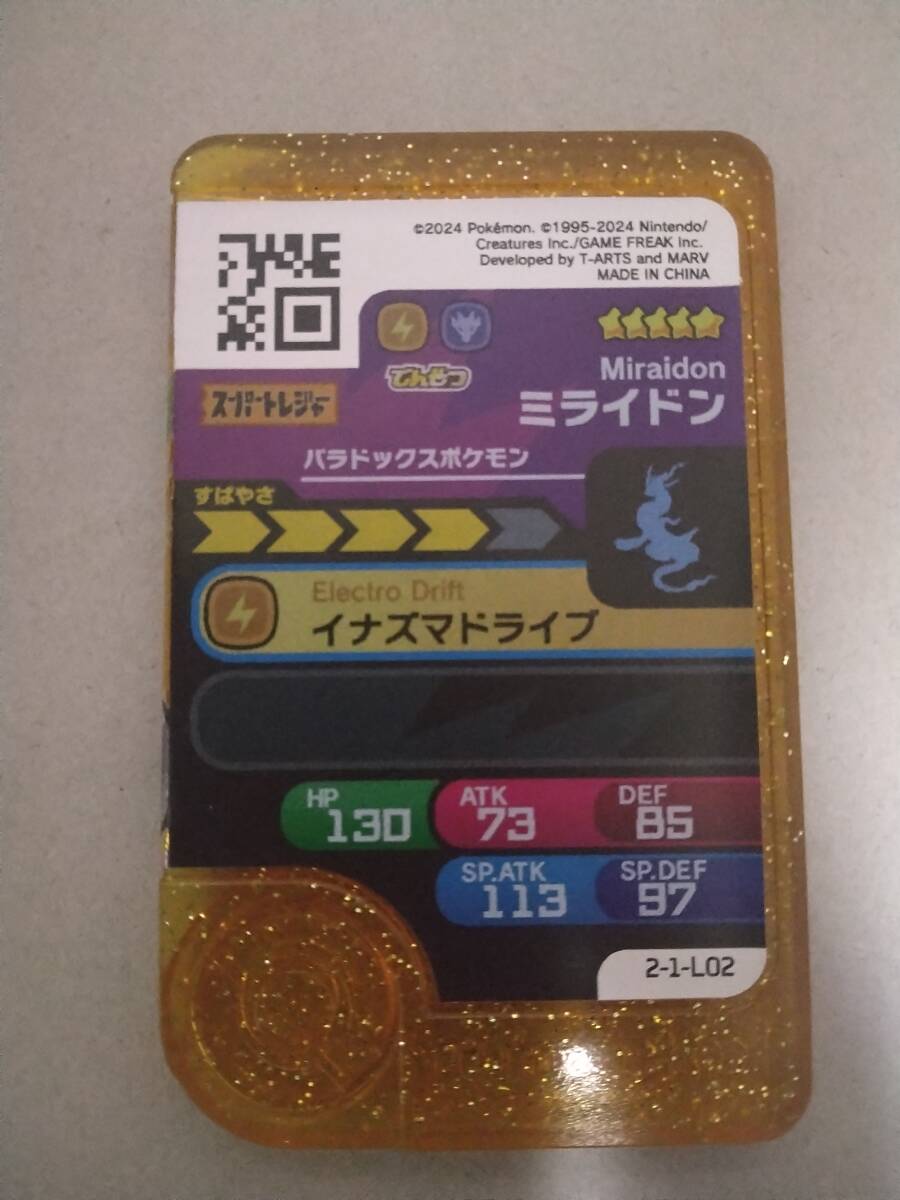 ©2024 Pokémon. ©1995-2024 Nintendo/
Creatures Inc./GAME FREAK Inc.
Developed by T-ARTS and MARV
MADE IN CHINA
でんせつ
Miraidon
スーパートレジャー
ミライドン
パラドックスポケモン
すばやさ
Electro Drift
イナズマドライブ
HP
130
ATK
73
DEF
85
SP.ATK
113
SP.DEF
97
2-1-L02